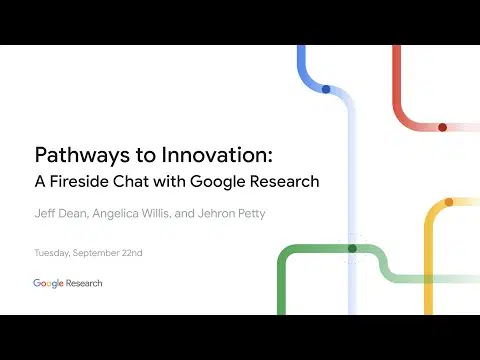 Pathways to Innovation:
A Fireside Chat with Google Research
Jeff Dean, Angelica Willis, and Jehron Petty
Tuesday, September 22nd
Google Research